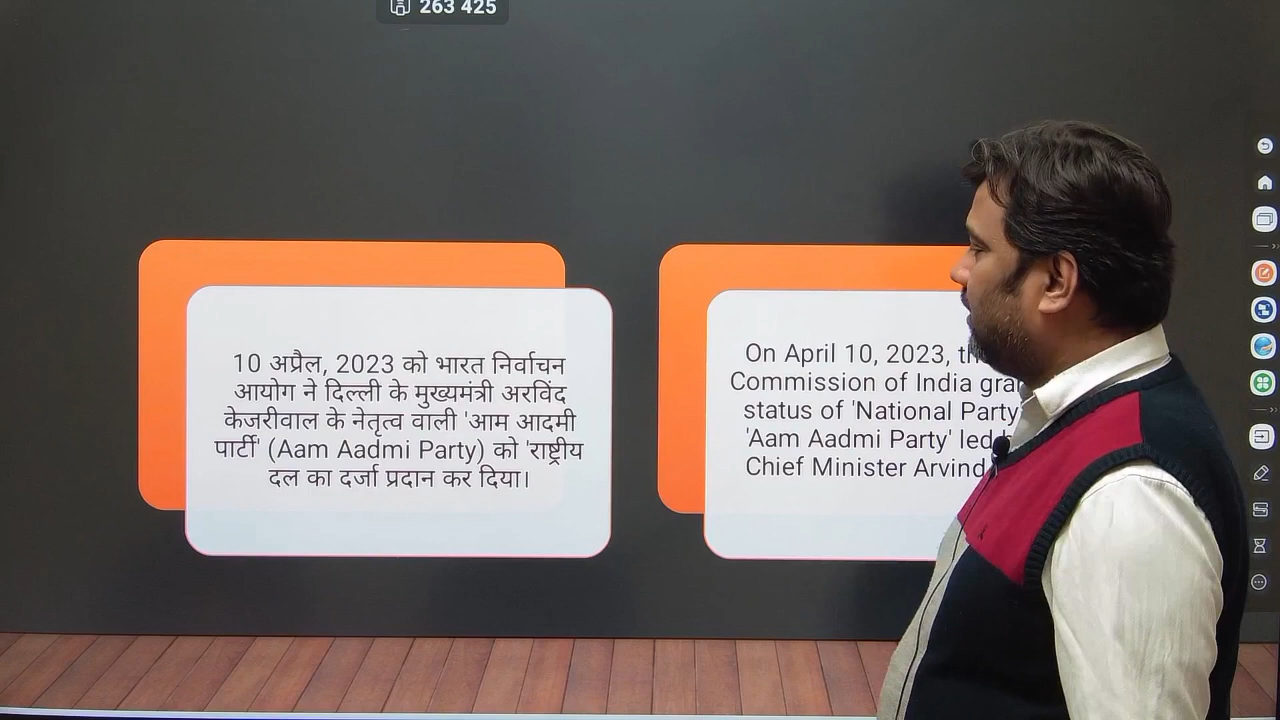 263 425
10 अप्रैल, 2023 को भारत निर्वाचन
आयोग ने दिल्ली के मुख्यमंत्री अरविंद
केजरीवाल के नेतृत्व वाली 'आम आदमी
पार्टी' (Aam Aadmi Party) को 'राष्ट्रीय
दल का दर्जा प्रदान कर दिया।
On April 10, 2023,
Commission of India
status of 'National Party
'Aam Aadmi Party' led
Chief Minister Arvind